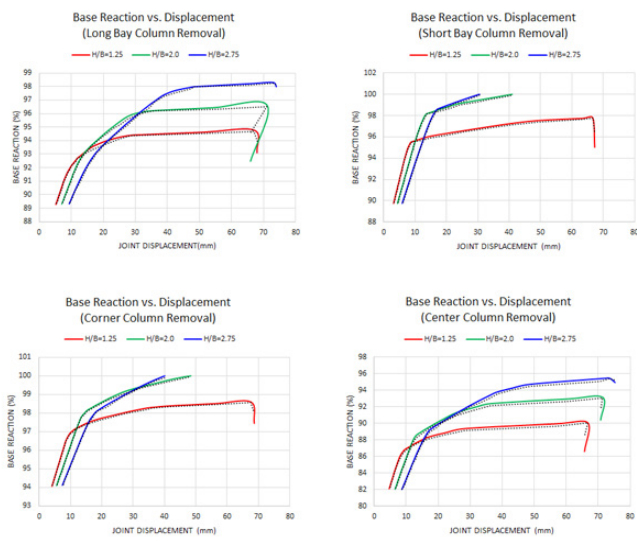 Base Reaction vs. Displacement
(Long Bay Column Removal)
H/B=1.25 H/B=2.0 H/B=2.75
BASE REACTION (%)
99
98
97
96
95
94
93
92
91
90
89
0 10 20 30 40 50 60 70 80
JOINT DISPLACEMENT(mm)
Base Reaction vs. Displacement
(Short Bay Column Removal)
H/B=1.25 H/B=2.0 H/B=2.75
BASE REACTION (%)
102
100
98
96
94
92
90
88
0 10 20 30 40 50 60 70 80
JOINT DISPLACEMENT (mm)
Base Reaction vs. Displacement
(Corner Column Removal)
H/B=1.25 H/B=2.0 H/B=2.75
BASE REACTION (%)
101
100
99
98
97
96
95
94
93
0 10 20 30 40 50 60 70 80
JOINT DISPLACEMENT (mm)
Base Reaction vs. Displacement
(Center Column Removal)
H/B=1.25 H/B=2.0 H/B=2.75
BASE REACTION (%)
98
96
94
92
90
88
86
84
82
0 10 20 30 40 50 60 70 80
JOINT DISPLACEMENT (mm)